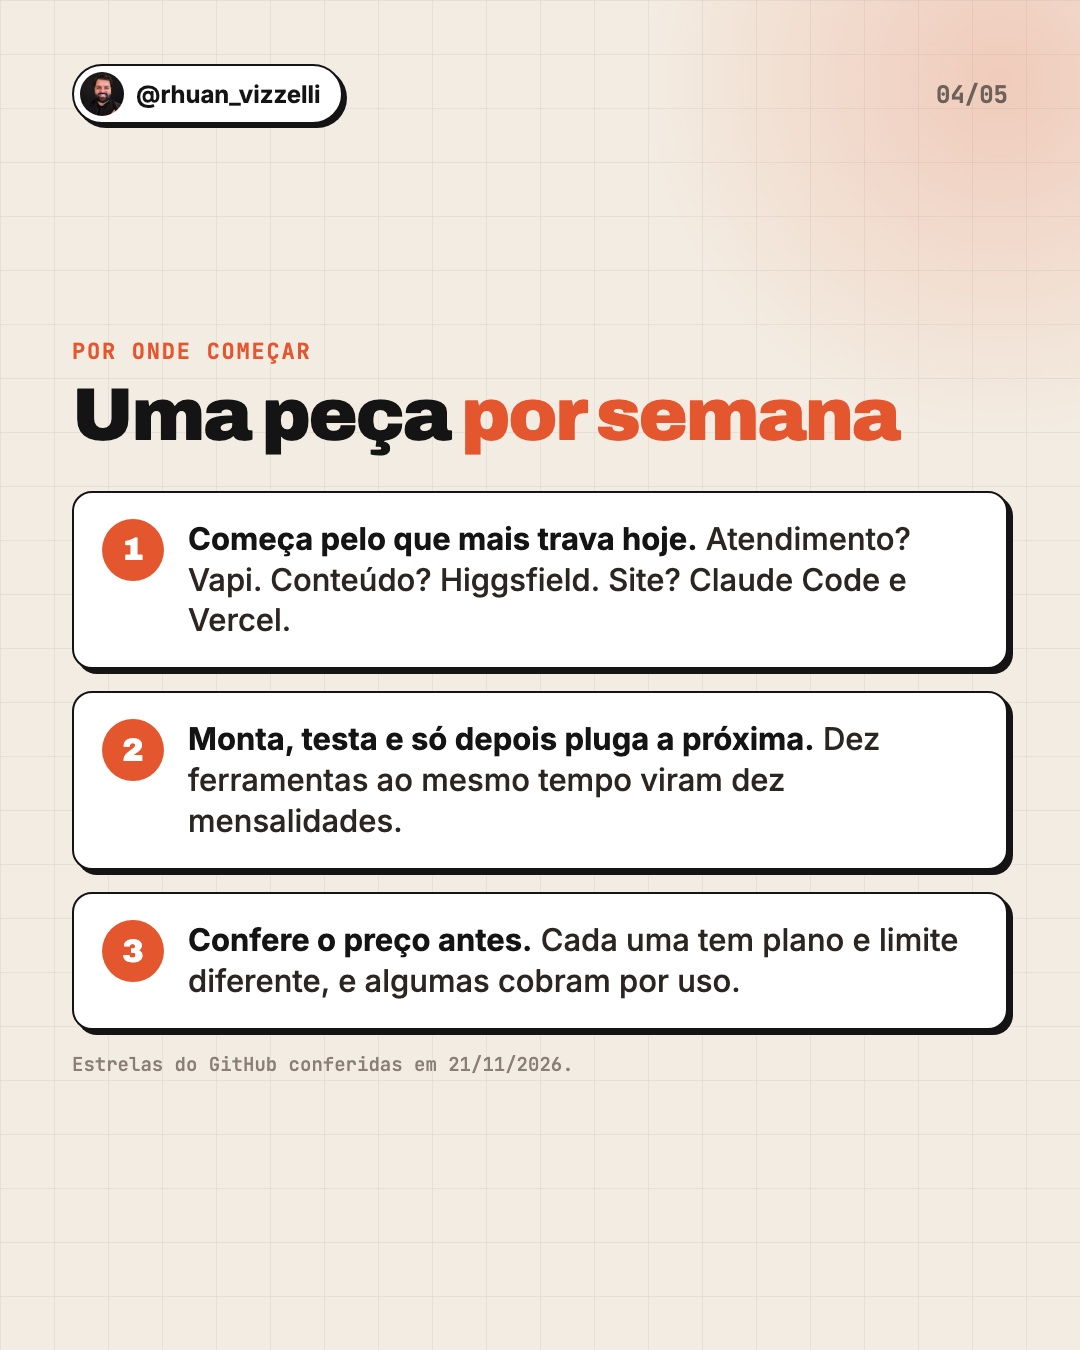 @rhuan_vizzelli
04/05
POR ONDE COMEÇAR
Uma peça por semana
1
Começa pelo que mais trava hoje. Atendimento?
Vapi. Conteúdo? Higgsfield. Site? Claude Code e
Vercel.
2
Monta, testa e só depois pluga a próxima. Dez
ferramentas ao mesmo tempo viram dez
mensalidades.
3
Confere o preço antes. Cada uma tem plano e limite
diferente, e algumas cobram por uso.
Estrelas do GitHub conferidas em 21/11/2026.